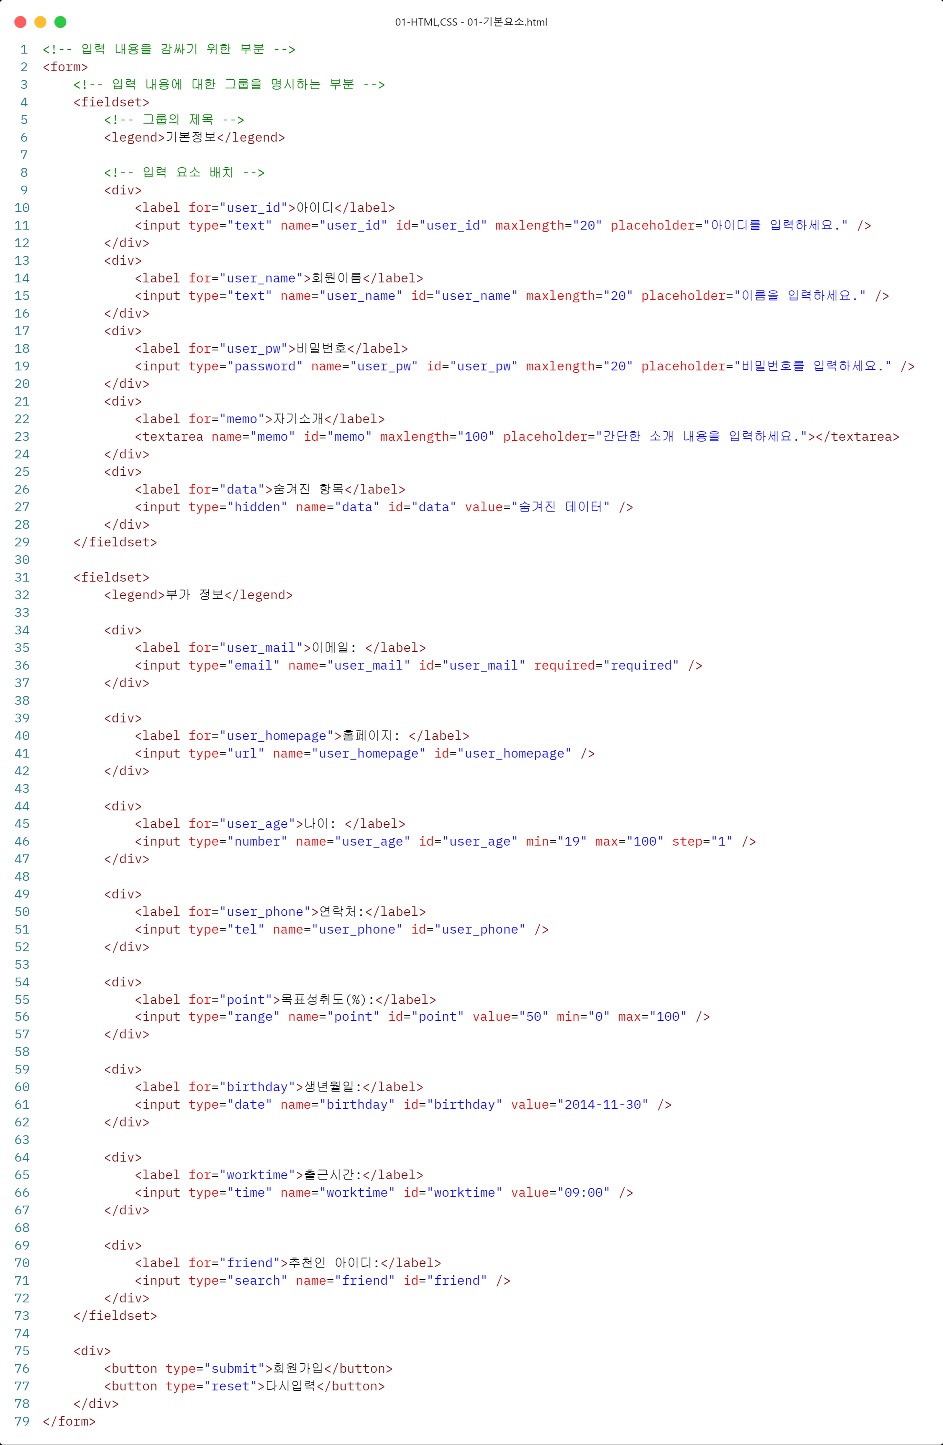 01-HTML,CSS - 01-기본요소.html
1 <!-- 입력 내용을 감싸기 위한 부분 -->
2 <form>
3 <!-- 입력 내용에 대한 그룹을 명시하는 부분 -->
4 <fieldset>
5 <!-- 그룹의 제목 -->
6 <legend>기본정보</legend>
7
8 <!-- 입력 요소 배치 -->
9 <div>
10 <label for="user_id">아이디</label>
11 <input type="text" name="user_id" id="user_id" maxlength="20" placeholder="아이디를 입력하세요." />
12 </div>
13 <div>
14 <label for="user_name">회원이름</label>
15 <input type="text" name="user_name" id="user_name" maxlength="20" placeholder="이름을 입력하세요." />
16 </div>
17 <div>
18 <label for="user_pw">비밀번호</label>
19 <input type="password" name="user_pw" id="user_pw" maxlength="20" placeholder="비밀번호를 입력하세요." />
20 </div>
21 <div>
22 <label for="memo">자기소개</label>
23 <textarea name="memo" id="memo" maxlength="100" placeholder="간단한 소개 내용을 입력하세요."></textarea>
24 </div>
25 <div>
26 <label for="data">숨겨진 항목</label>
27 <input type="hidden" name="data" id="data" value="숨겨진 데이터" />
28 </div>
29 </fieldset>
30
31 <fieldset>
32 <legend>부가 정보</legend>
33
34 <div>
35 <label for="user_mail">이메일: </label>
36 <input type="email" name="user_mail" id="user_mail" required="required" />
37 </div>
38
39 <div>
40 <label for="user_homepage">홈페이지: </label>
41 <input type="url" name="user_homepage" id="user_homepage" />
42 </div>
43
44 <div>
45 <label for="user_age">나이: </label>
46 <input type="number" name="user_age" id="user_age" min="19" max="100" step="1" />
47 </div>
48
49 <div>
50 <label for="user_phone">연락처:</label>
51 <input type="tel" name="user_phone" id="user_phone" />
52 </div>
53
54 <div>
55 <label for="point">목표성취도(%):</label>
56 <input type="range" name="point" id="point" value="50" min="0" max="100" />
57 </div>
58
59 <div>
60 <label for="birthday">생년월일:</label>
61 <input type="date" name="birthday" id="birthday" value="2014-11-30" />
62 </div>
63
64 <div>
65 <label for="worktime">출근시간:</label>
66 <input type="time" name="worktime" id="worktime" value="09:00" />
67 </div>
68
69 <div>
70 <label for="friend">추천인 아이디:</label>
71 <input type="search" name="friend" id="friend" />
72 </div>
73 </fieldset>
74
75 <div>
76 <button type="submit">회원가입</button>
77 <button type="reset">다시입력</button>
78 </div>
79 </form>